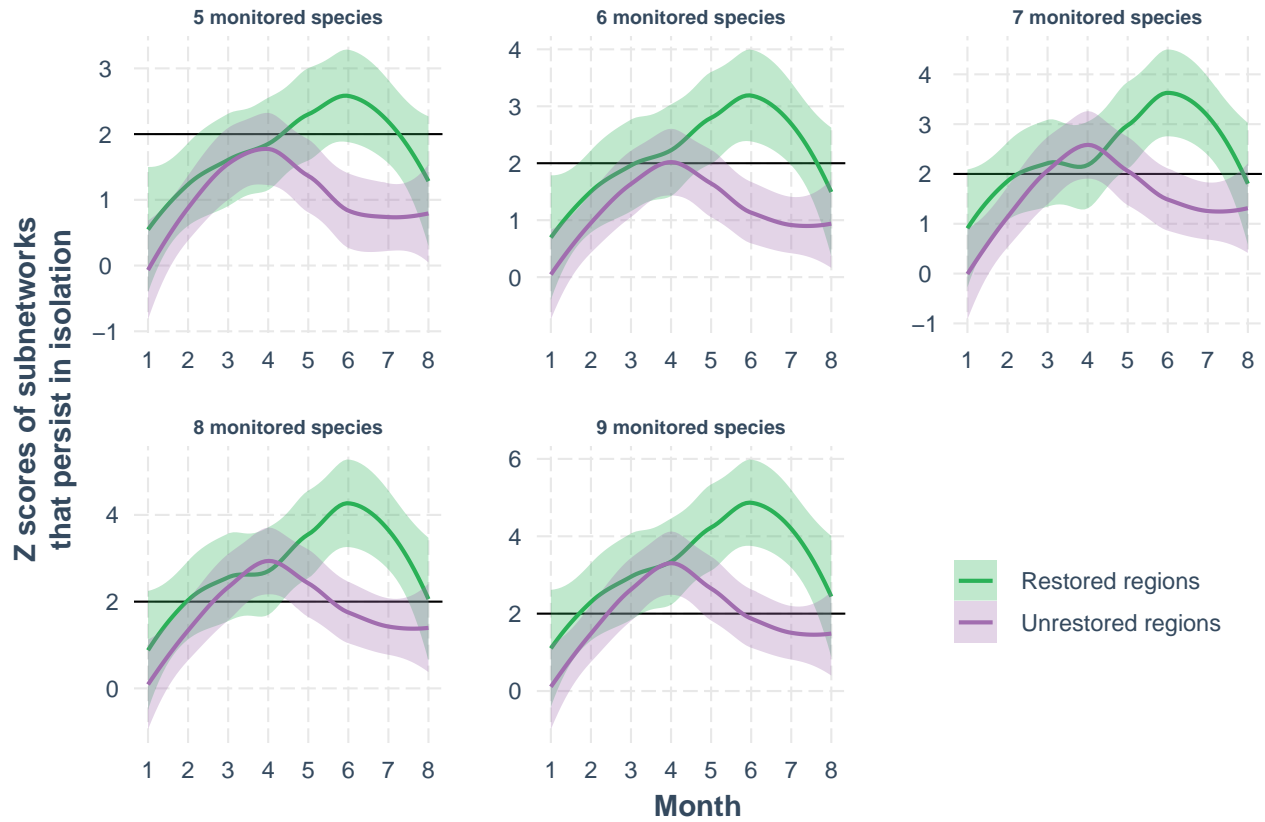 5 monitored species
6 monitored species
7 monitored species
3
2
1
0
−1
4
3
2
1
0
4
3
2
1
0
−1
1 2 3 4 5 6 7 8
1 2 3 4 5 6 7 8
1 2 3 4 5 6 7 8
Z scores of subnetworks
that persist in isolation
8 monitored species
9 monitored species
4
2
0
6
4
2
0
Restored regions
Unrestored regions
1 2 3 4 5 6 7 8
1 2 3 4 5 6 7 8
Month